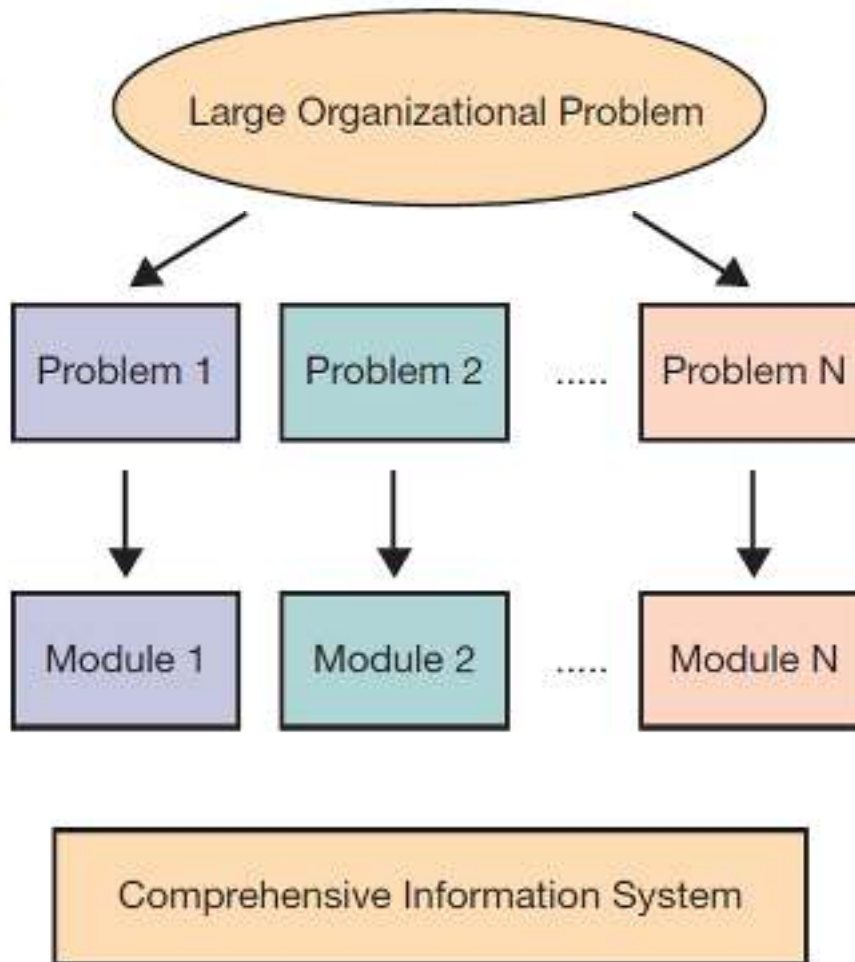 Large Organizational Problem
Problem 1 Problem 2 ..... Problem N
Module 1 Module 2 ..... Module N
Comprehensive Information System